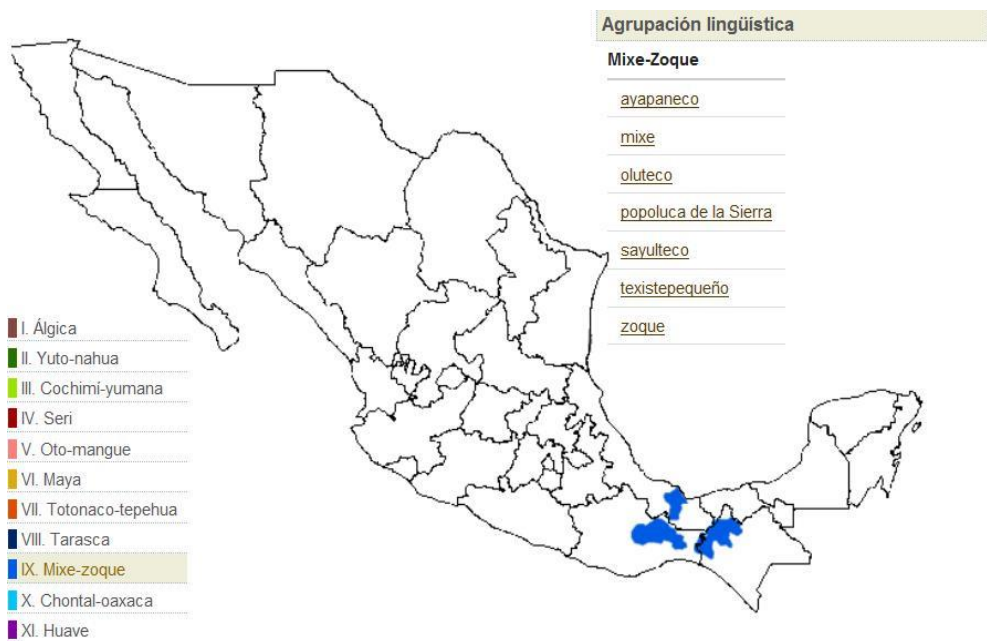 Agrupación lingüística
Mixe-Zoque
ayapaneco
mixe
oluteco
popoluca de la Sierra
sayulteco
texistepequeño
zoque
I. Álgica
II. Yuto-nahua
III. Cochimí-yumana
IV. Seri
V. Oto-mangue
VI. Maya
VII. Totonaco-tepehua
VIII. Tarasca
IX. Mixe-zoque
X. Chontal-oaxaca
XI. Huave